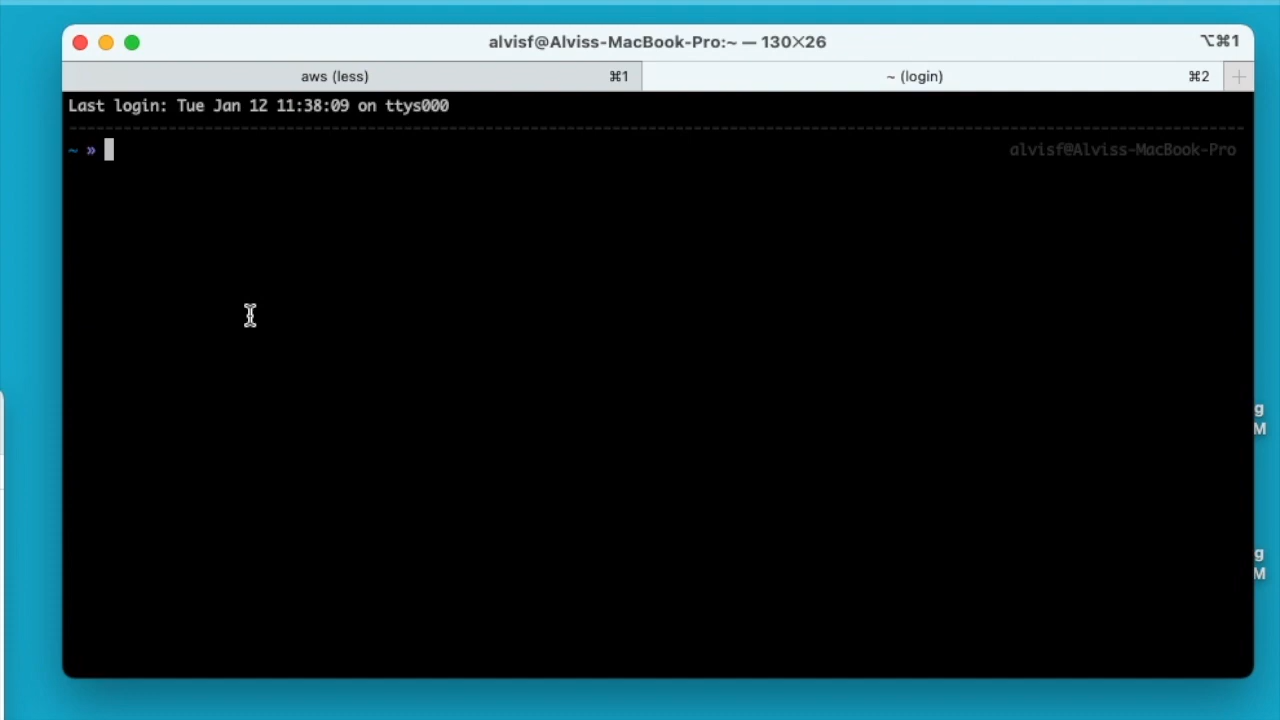 alvisf@Alviss-MacBook-Pro:~ — 130×26
⌥⌘1
aws (less) ⌘1
~ (login) ⌘2
+
Last login: Tue Jan 12 11:38:09 on ttys000
~ » alvisf@Alviss-MacBook-Pro
g
M
g
M